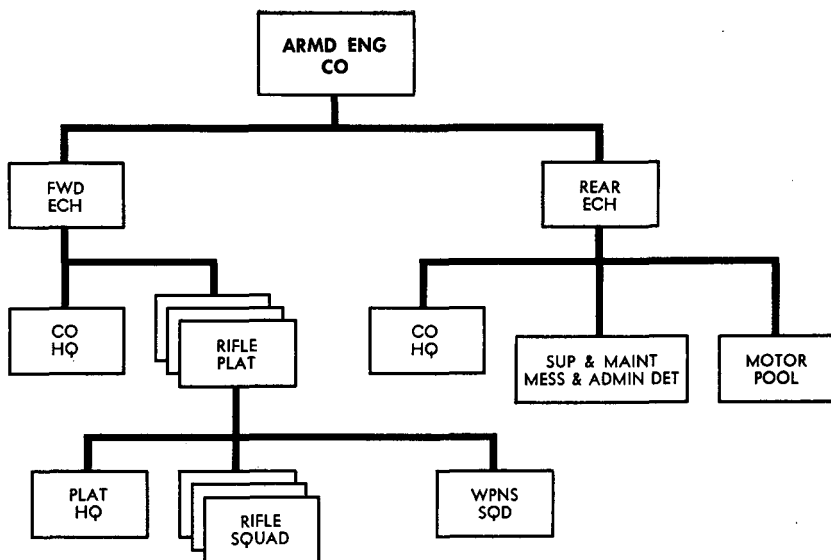 ARMD ENG
CO
FWD
ECH
REAR
ECH
CO
HQ
RIFLE
PLAT
CO
HQ
SUP & MAINT
MESS & ADMIN DET
MOTOR
POOL
PLAT
HQ
RIFLE
SQUAD
WPNS
SQD